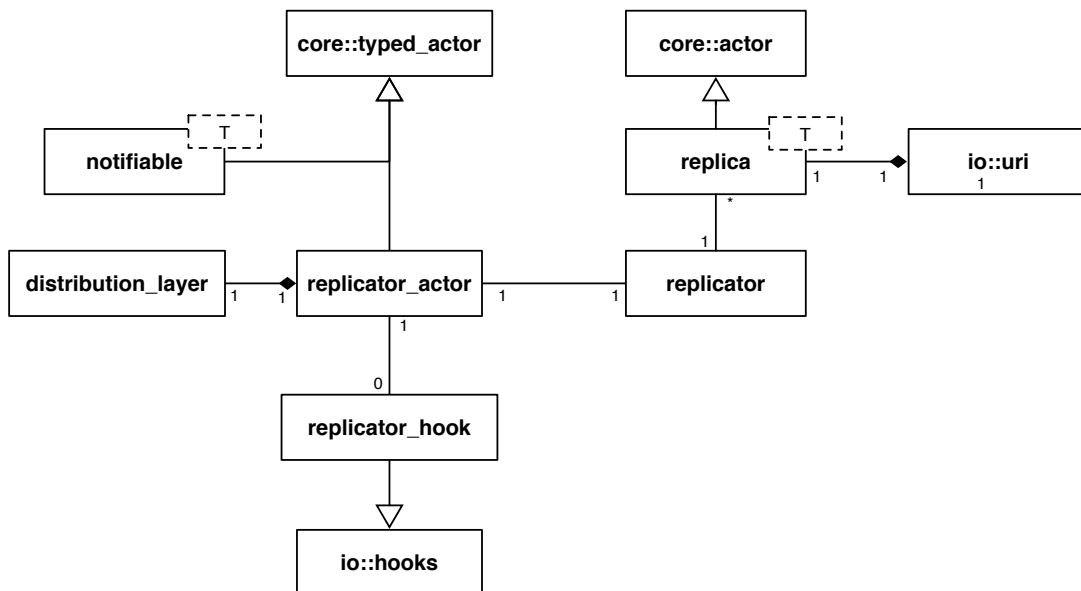 core::typed_actor
core::actor
T
notifiable
T
replica
io::uri
1
1
1
*
1
distribution_layer
replicator_actor
replicator
1
1
1
1
1
0
replicator_hook
io::hooks